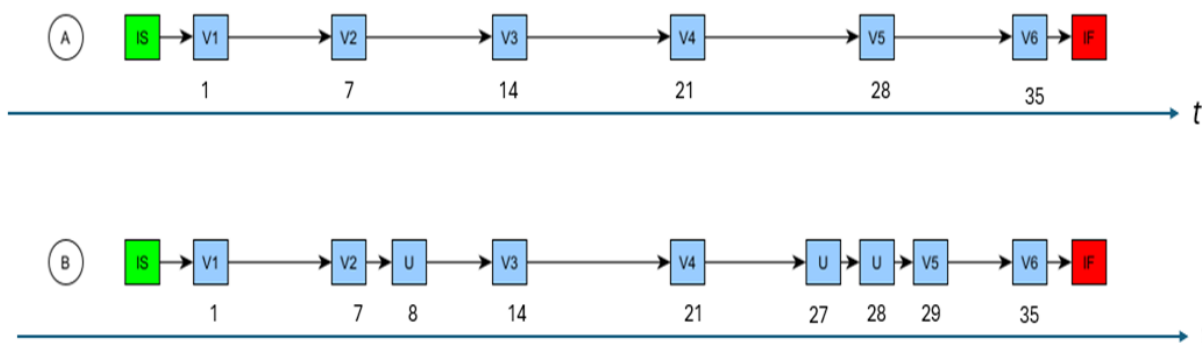 A IS V1 V2 V3 V4 V5 V6 IF
1 7 14 21 28 35
t
B IS V1 V2 U V3 V4 U U V5 V6 IF
1 7 8 14 21 27 28 29 35